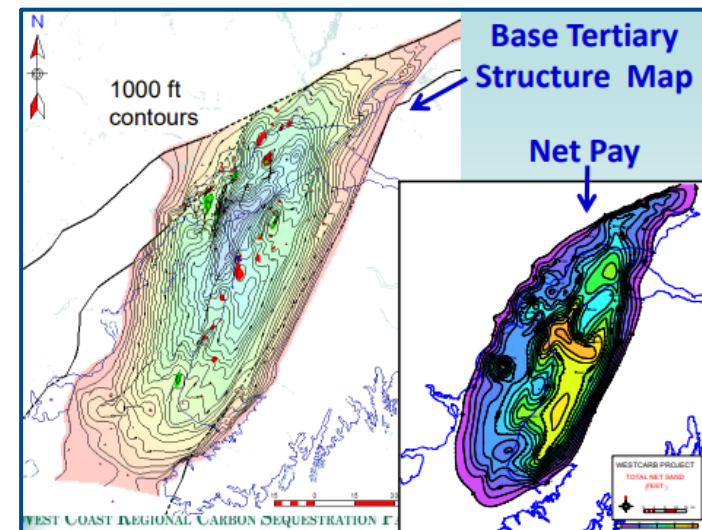 N
1000 ft
contours
Base Tertiary
Structure Map
Net Pay
WESTCARB PROJECT
TOTAL NET SAND
(FEET)
WEST COAST REGIONAL CARBON SEQUESTRATION